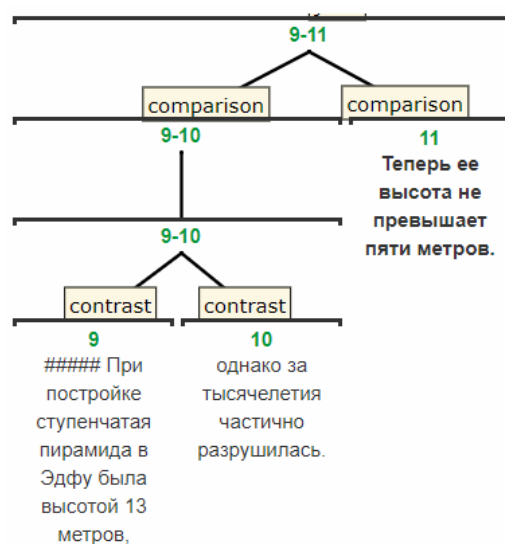 9-11
comparison comparison
9-10 11
Теперь ее
высота не
превышает
пяти метров.
9-10
contrast contrast
9
##### При
постройке
ступенчатая
пирамида в
Эдфу была
высотой 13
метров,
10
однако за
тысячелетия
частично
разрушилась.